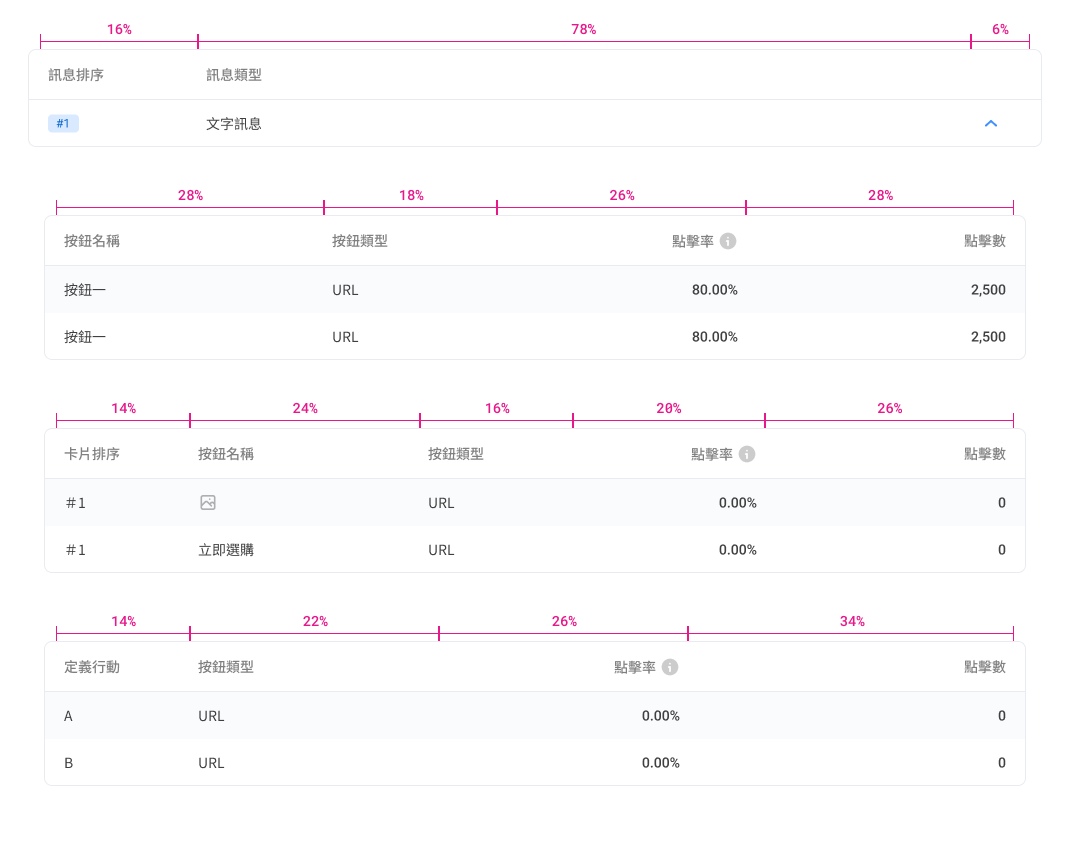 16% 78% 6%
訊息排序 訊息類型
#1 文字訊息
28% 18% 26% 28%
按鈕名稱 按鈕類型 點擊率 點擊數
按鈕一 URL 80.00% 2,500
按鈕一 URL 80.00% 2,500
14% 24% 16% 20% 26%
卡片排序 按鈕名稱 按鈕類型 點擊率 點擊數
＃1 URL 0.00% 0
＃1 立即選購 URL 0.00% 0
14% 22% 26% 34%
定義行動 按鈕類型 點擊率 點擊數
A URL 0.00% 0
B URL 0.00% 0